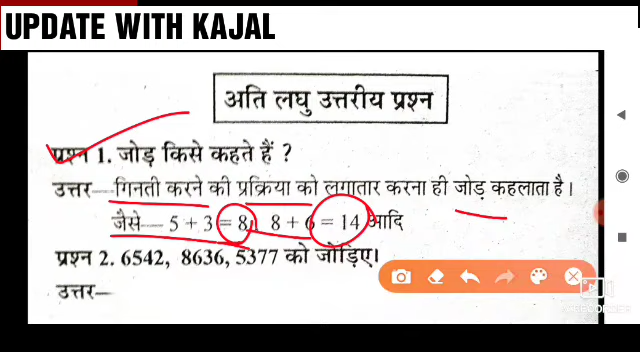 UPDATE WITH KAJAL
अति लघु उत्तरीय प्रश्न
प्रश्न 1. जोड़ किसे कहते हैं ?
उत्तर—गिनती करने की प्रक्रिया को लगातार करना ही जोड़ कहलाता है।
जैसे— 5 + 3 = 8, 8 + 6 = 14 आदि
प्रश्न 2. 6542, 8636, 5377 को जोड़िए।
उत्तर—